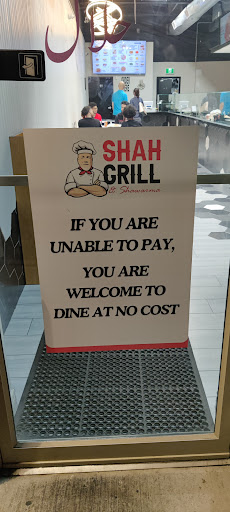 SHAH
GRILL
& Shawarma
IF YOU ARE
UNABLE TO PAY,
YOU ARE
WELCOME TO
DINE AT NO COST